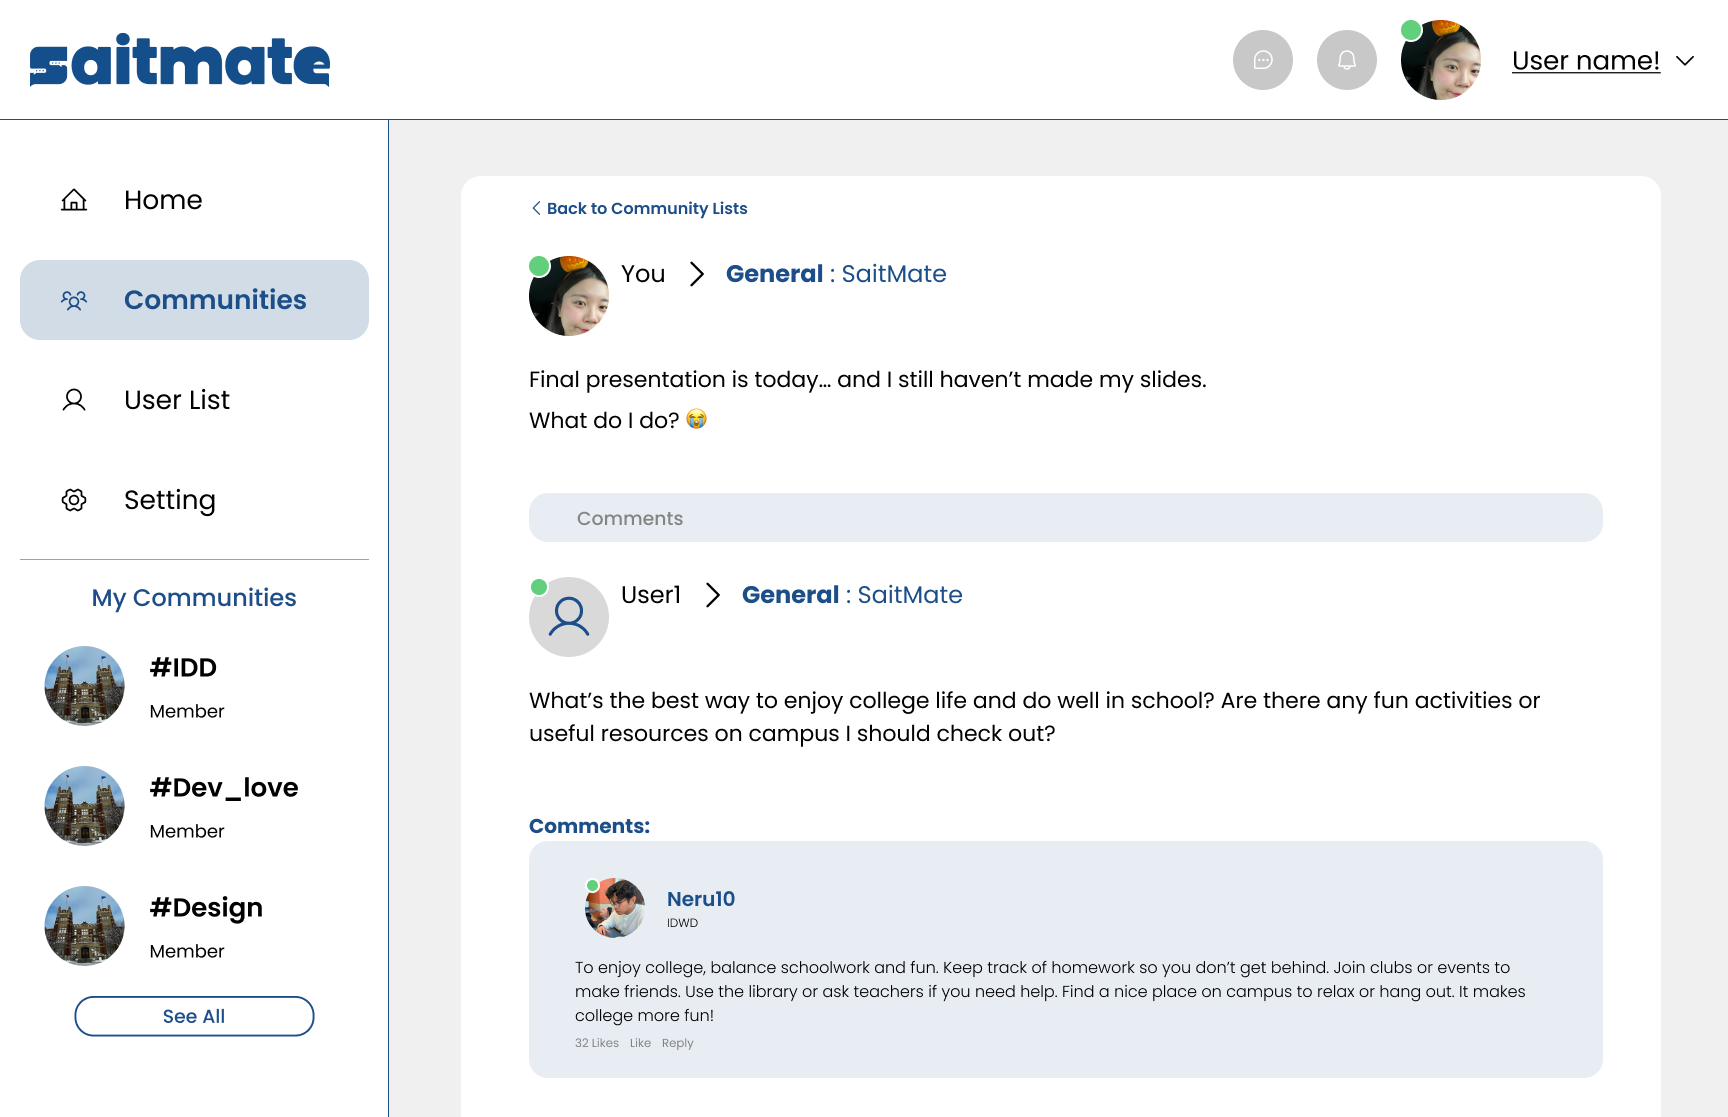 saitmate
User name!
Home
Communities
User List
Setting
My Communities
#IDD
Member
#Dev_love
Member
#Design
Member
See All
Back to Community Lists
You
General : SaitMate
Final presentation is today... and I still haven’t made my slides.
What do I do? 😭
Comments
User1
General : SaitMate
What’s the best way to enjoy college life and do well in school? Are there any fun activities or
useful resources on campus I should check out?
Comments:
Neru10
IDWD
To enjoy college, balance schoolwork and fun. Keep track of homework so you don’t get behind. Join clubs or events to
make friends. Use the library or ask teachers if you need help. Find a nice place on campus to relax or hang out. It makes
college more fun!
32 Likes Like Reply